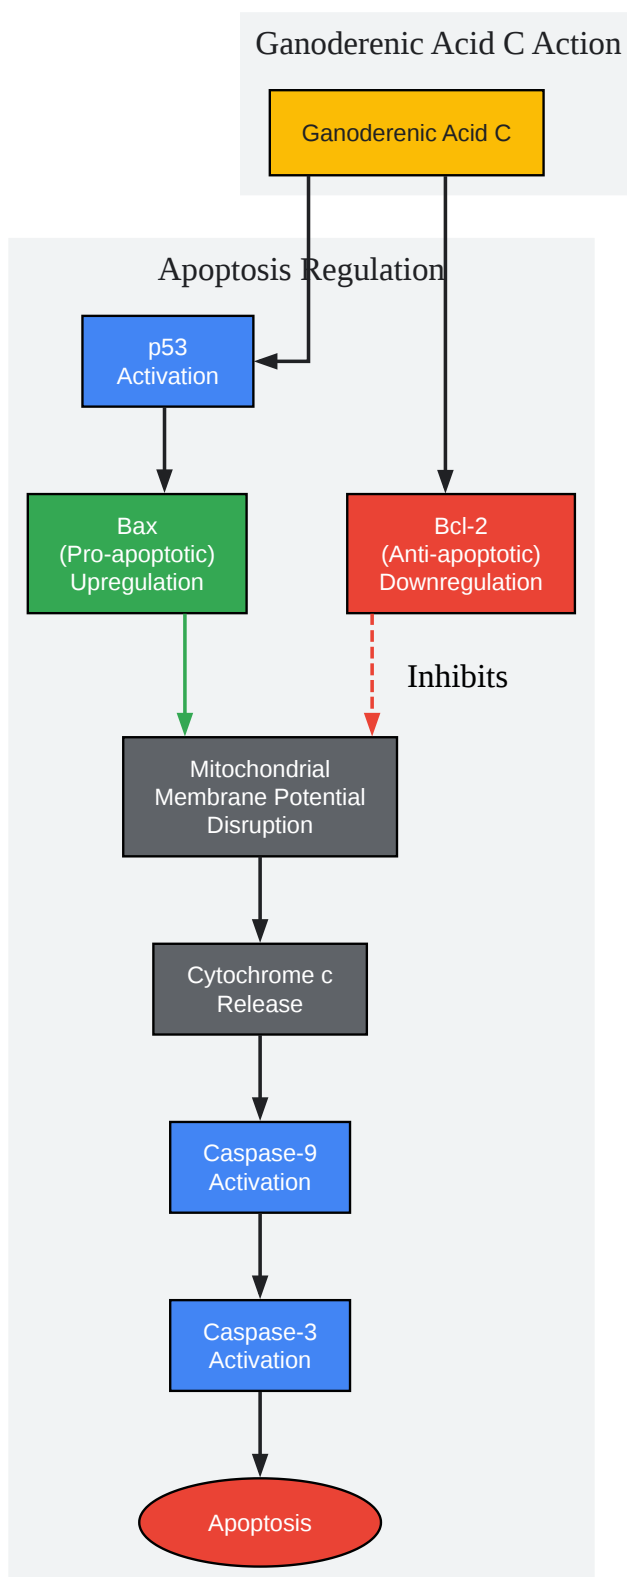 Ganoderenic Acid C Action
Ganoderenic Acid C
Apoptosis Regulation
p53
Activation
Bax
(Pro-apoptotic)
Upregulation
Bcl-2
(Anti-apoptotic)
Downregulation
Inhibits
Mitochondrial
Membrane Potential
Disruption
Cytochrome c
Release
Caspase-9
Activation
Caspase-3
Activation
Apoptosis